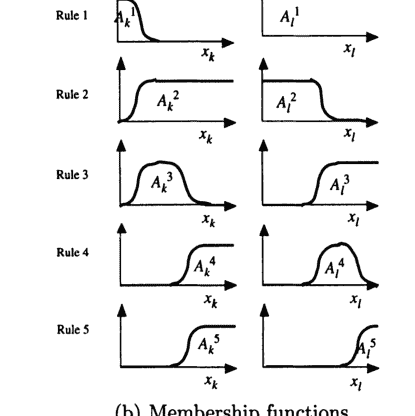 Rule 1 A_k^1 A_l^1
x_k x_l
Rule 2 A_k^2 A_l^2
x_k x_l
Rule 3 A_k^3 A_l^3
x_k x_l
Rule 4 A_k^4 A_l^4
x_k x_l
Rule 5 A_k^5 A_l^5
x_k x_l
(b) Membership functions